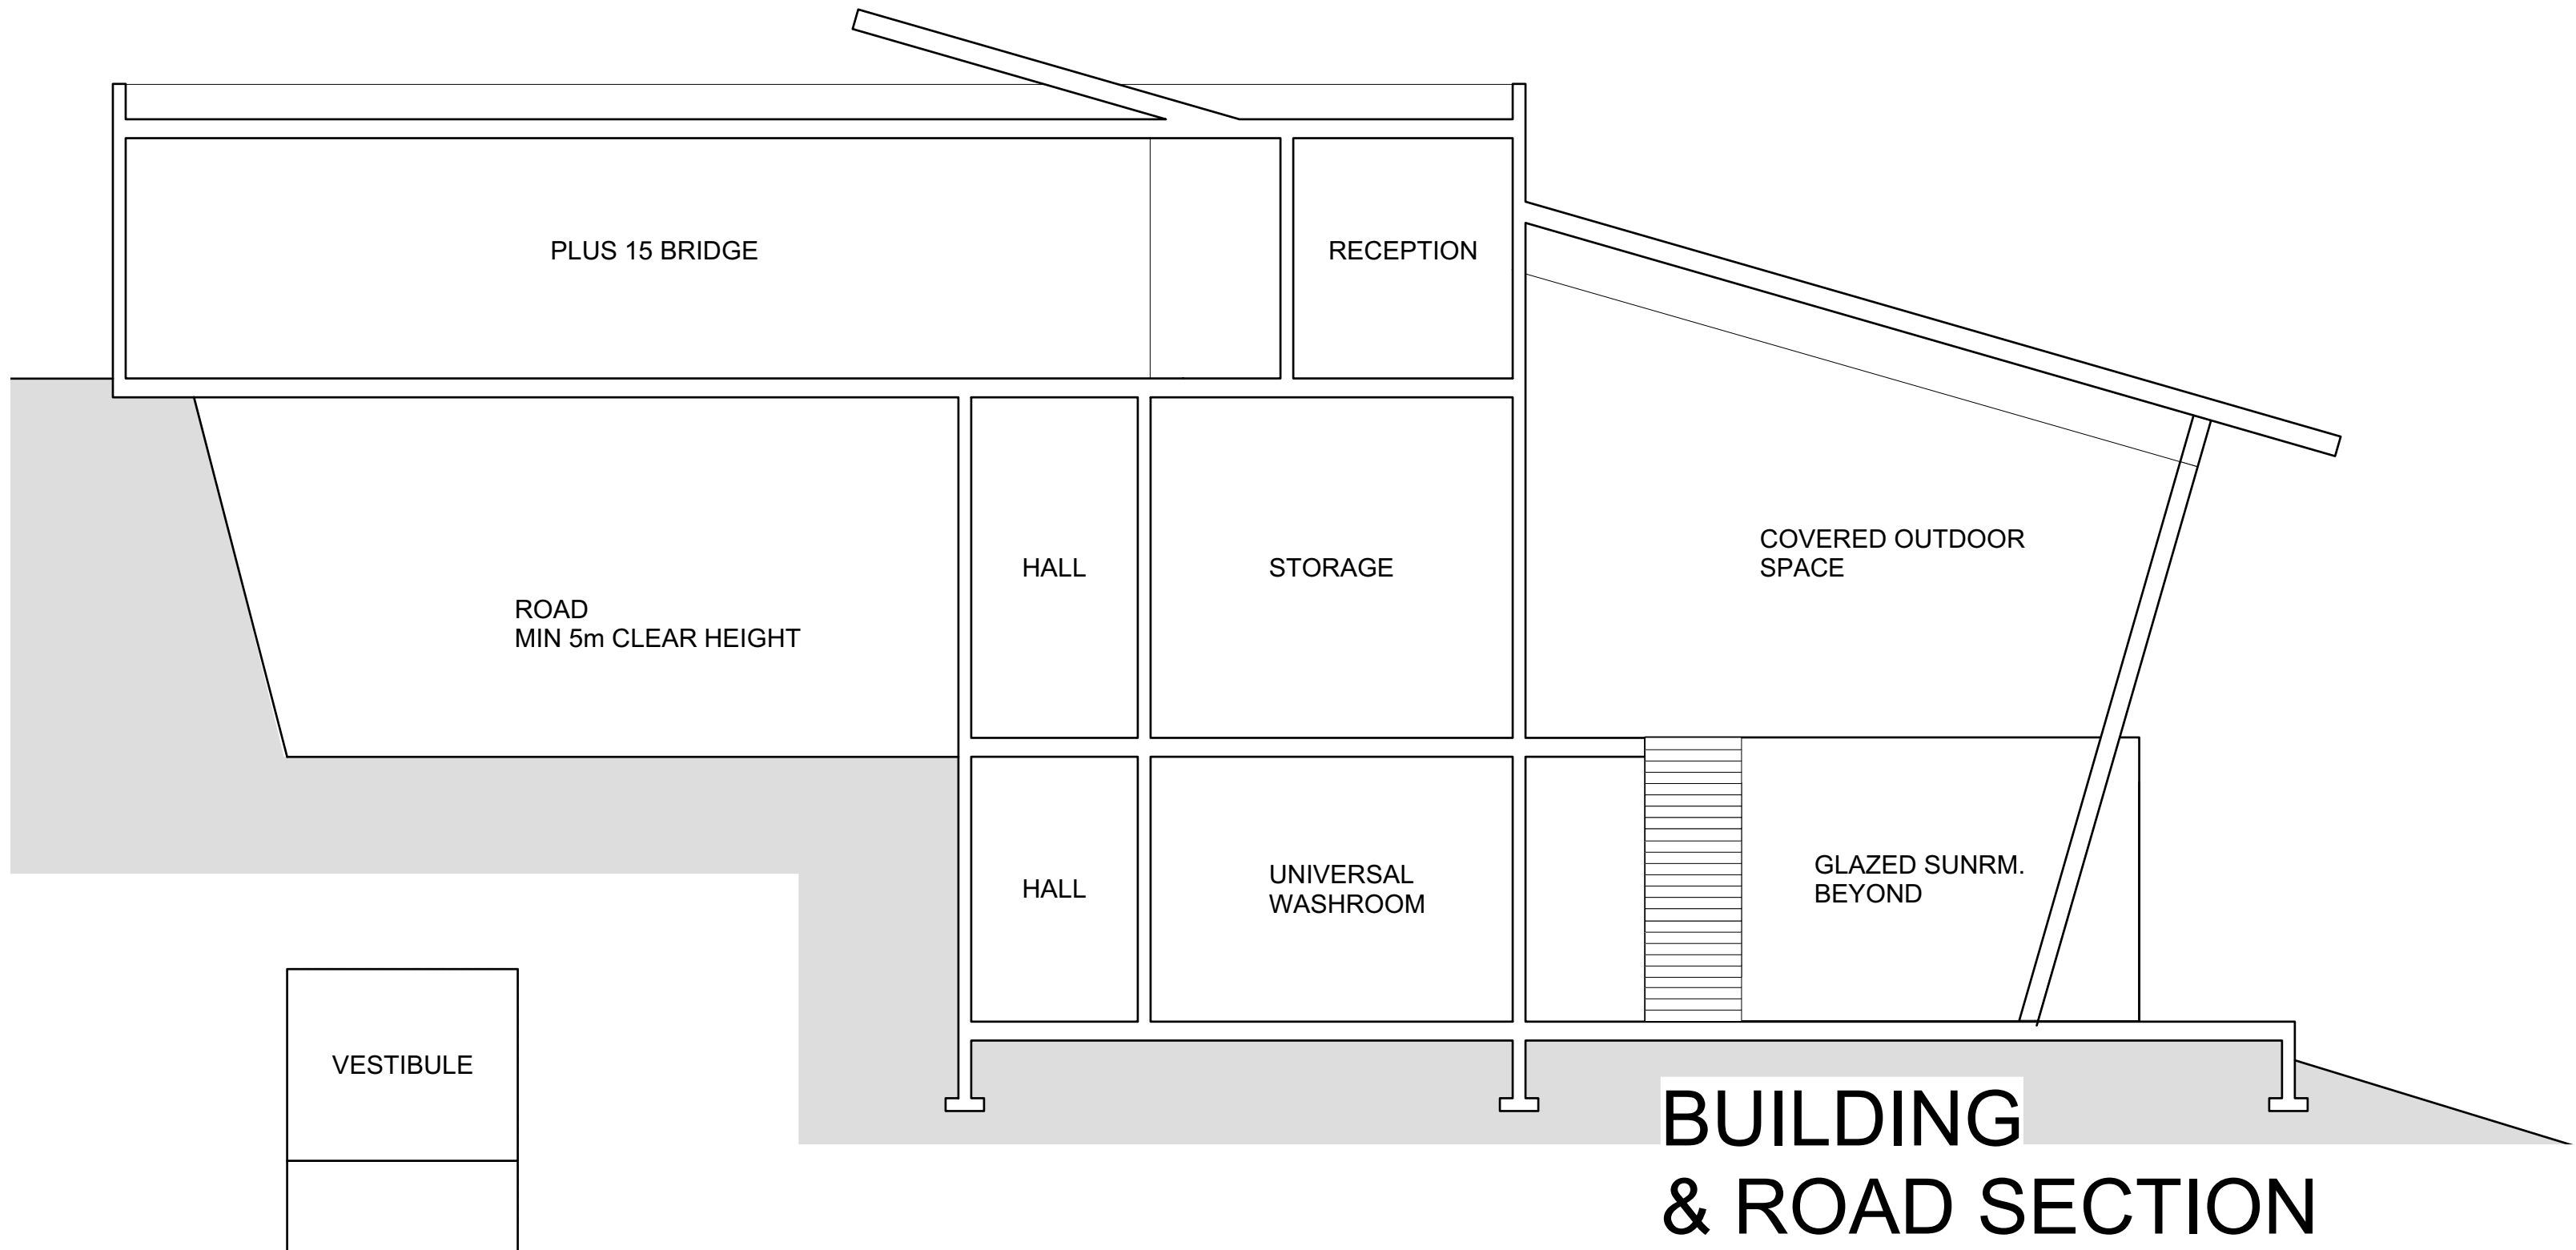 PLUS 15 BRIDGE
RECEPTION
COVERED OUTDOOR
SPACE
HALL
STORAGE
ROAD
MIN 5m CLEAR HEIGHT
GLAZED SUNRM.
BEYOND
HALL
UNIVERSAL
WASHROOM
VESTIBULE
BUILDING
& ROAD SECTION